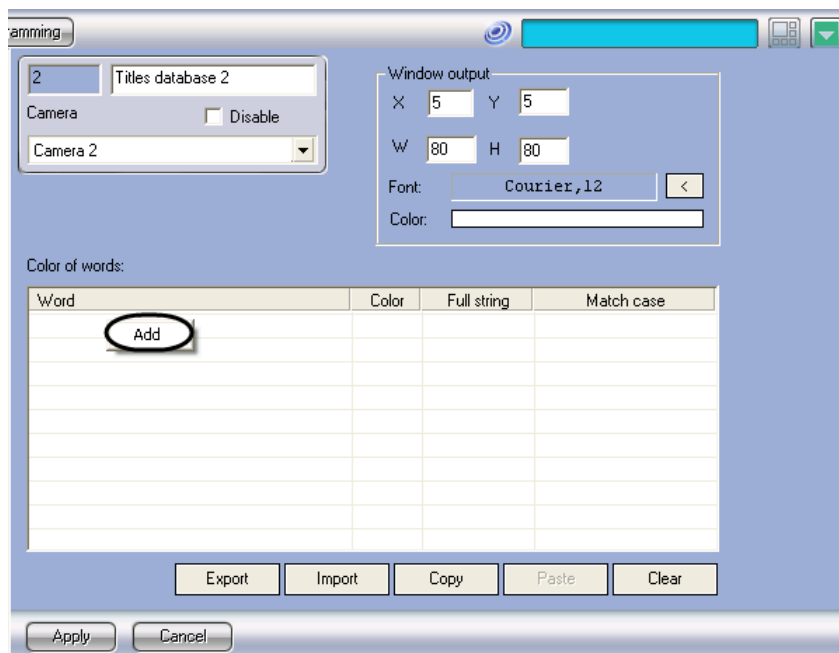 ramming
2 Titles database 2
Camera Disable
Camera 2
Window output
X 5 Y 5
W 80 H 80
Font: Courier,12 <
Color:
Color of words:
Word Color Full string Match case
Add
Export Import Copy Paste Clear
Apply Cancel